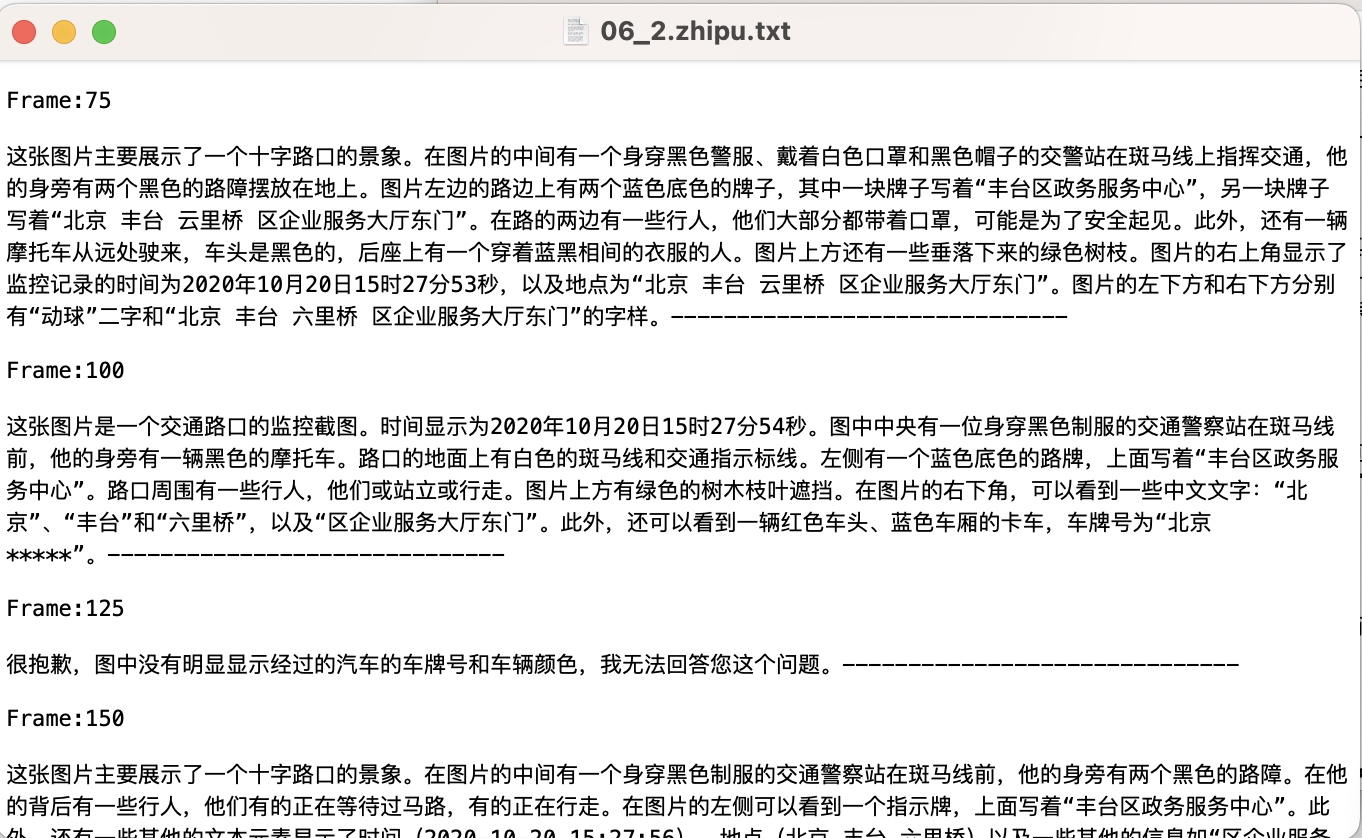 06_2.zhipu.txt
Frame:75
这张图片主要展示了一个十字路口的景象。在图片的中间有一个身穿黑色警服、戴着白色口罩和黑色帽子的交警站在斑马线上指挥交通，他
的身旁有两个黑色的路障摆放在地上。图片左边的路边上有两个蓝色底色的牌子，其中一块牌子写着“丰台区政务服务中心”，另一块牌子
写着“北京 丰台 云里桥 区企业服务大厅东门”。在路的两边有一些行人，他们大部分都带着口罩，可能是为了安全起见。此外，还有一辆
摩托车从远处驶来，车头是黑色的，后座上有一个穿着蓝黑相间的衣服的人。图片上方还有一些垂落下来的绿色树枝。图片的右上角显示了
监控记录的时间为2020年10月20日15时27分53秒，以及地点为“北京 丰台 云里桥 区企业服务大厅东门”。图片的左下方和右下方分别
有“动球”二字和“北京 丰台 六里桥 区企业服务大厅东门”的字样。------------------------------
Frame:100
这张图片是一个交通路口的监控截图。时间显示为2020年10月20日15时27分54秒。图中中央有一位身穿黑色制服的交通警察站在斑马线
前，他的身旁有一辆黑色的摩托车。路口的地面上有白色的斑马线和交通指示标线。左侧有一个蓝色底色的路牌，上面写着“丰台区政务服
务中心”。路口周围有一些行人，他们或站立或行走。图片上方有绿色的树木枝叶遮挡。在图片的右下角，可以看到一些中文文字：“北
京”、“丰台”和“六里桥”，以及“区企业服务大厅东门”。此外，还可以看到一辆红色车头、蓝色车厢的卡车，车牌号为“北京
*****”。------------------------------
Frame:125
很抱歉，图中没有明显显示经过的汽车的车牌号和车辆颜色，我无法回答您这个问题。------------------------------
Frame:150
这张图片主要展示了一个十字路口的景象。在图片的中间有一个身穿黑色制服的交通警察站在斑马线前，他的身旁有两个黑色的路障。在他
的背后有一些行人，他们有的正在等待过马路，有的正在行走。在图片的左侧可以看到一个指示牌，上面写着“丰台区政务服务中心”。此
外，还有一些其他的文本元素显示了时间（2020-10-20 15:27:56）、地点（北京 丰台 六里桥）以及一些其他的信息如“区企业服务